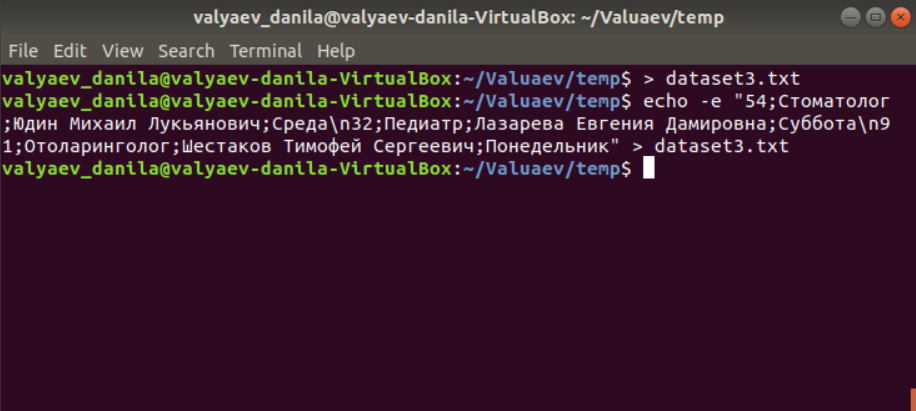 valyaev_danila@valyaev-danila-VirtualBox: ~/Valuaev/temp
File Edit View Search Terminal Help
valyaev_danila@valyaev-danila-VirtualBox:~/Valuaev/temp$ > dataset3.txt
valyaev_danila@valyaev-danila-VirtualBox:~/Valuaev/temp$ echo -e "54;Стоматолог
;Юдин Михаил Лукьянович;Среда\n32;Педиатр;Лазарева Евгения Дамировна;Суббота\n9
1;Отоларинголог;Шестаков Тимофей Сергеевич;Понедельник" > dataset3.txt
valyaev_danila@valyaev-danila-VirtualBox:~/Valuaev/temp$